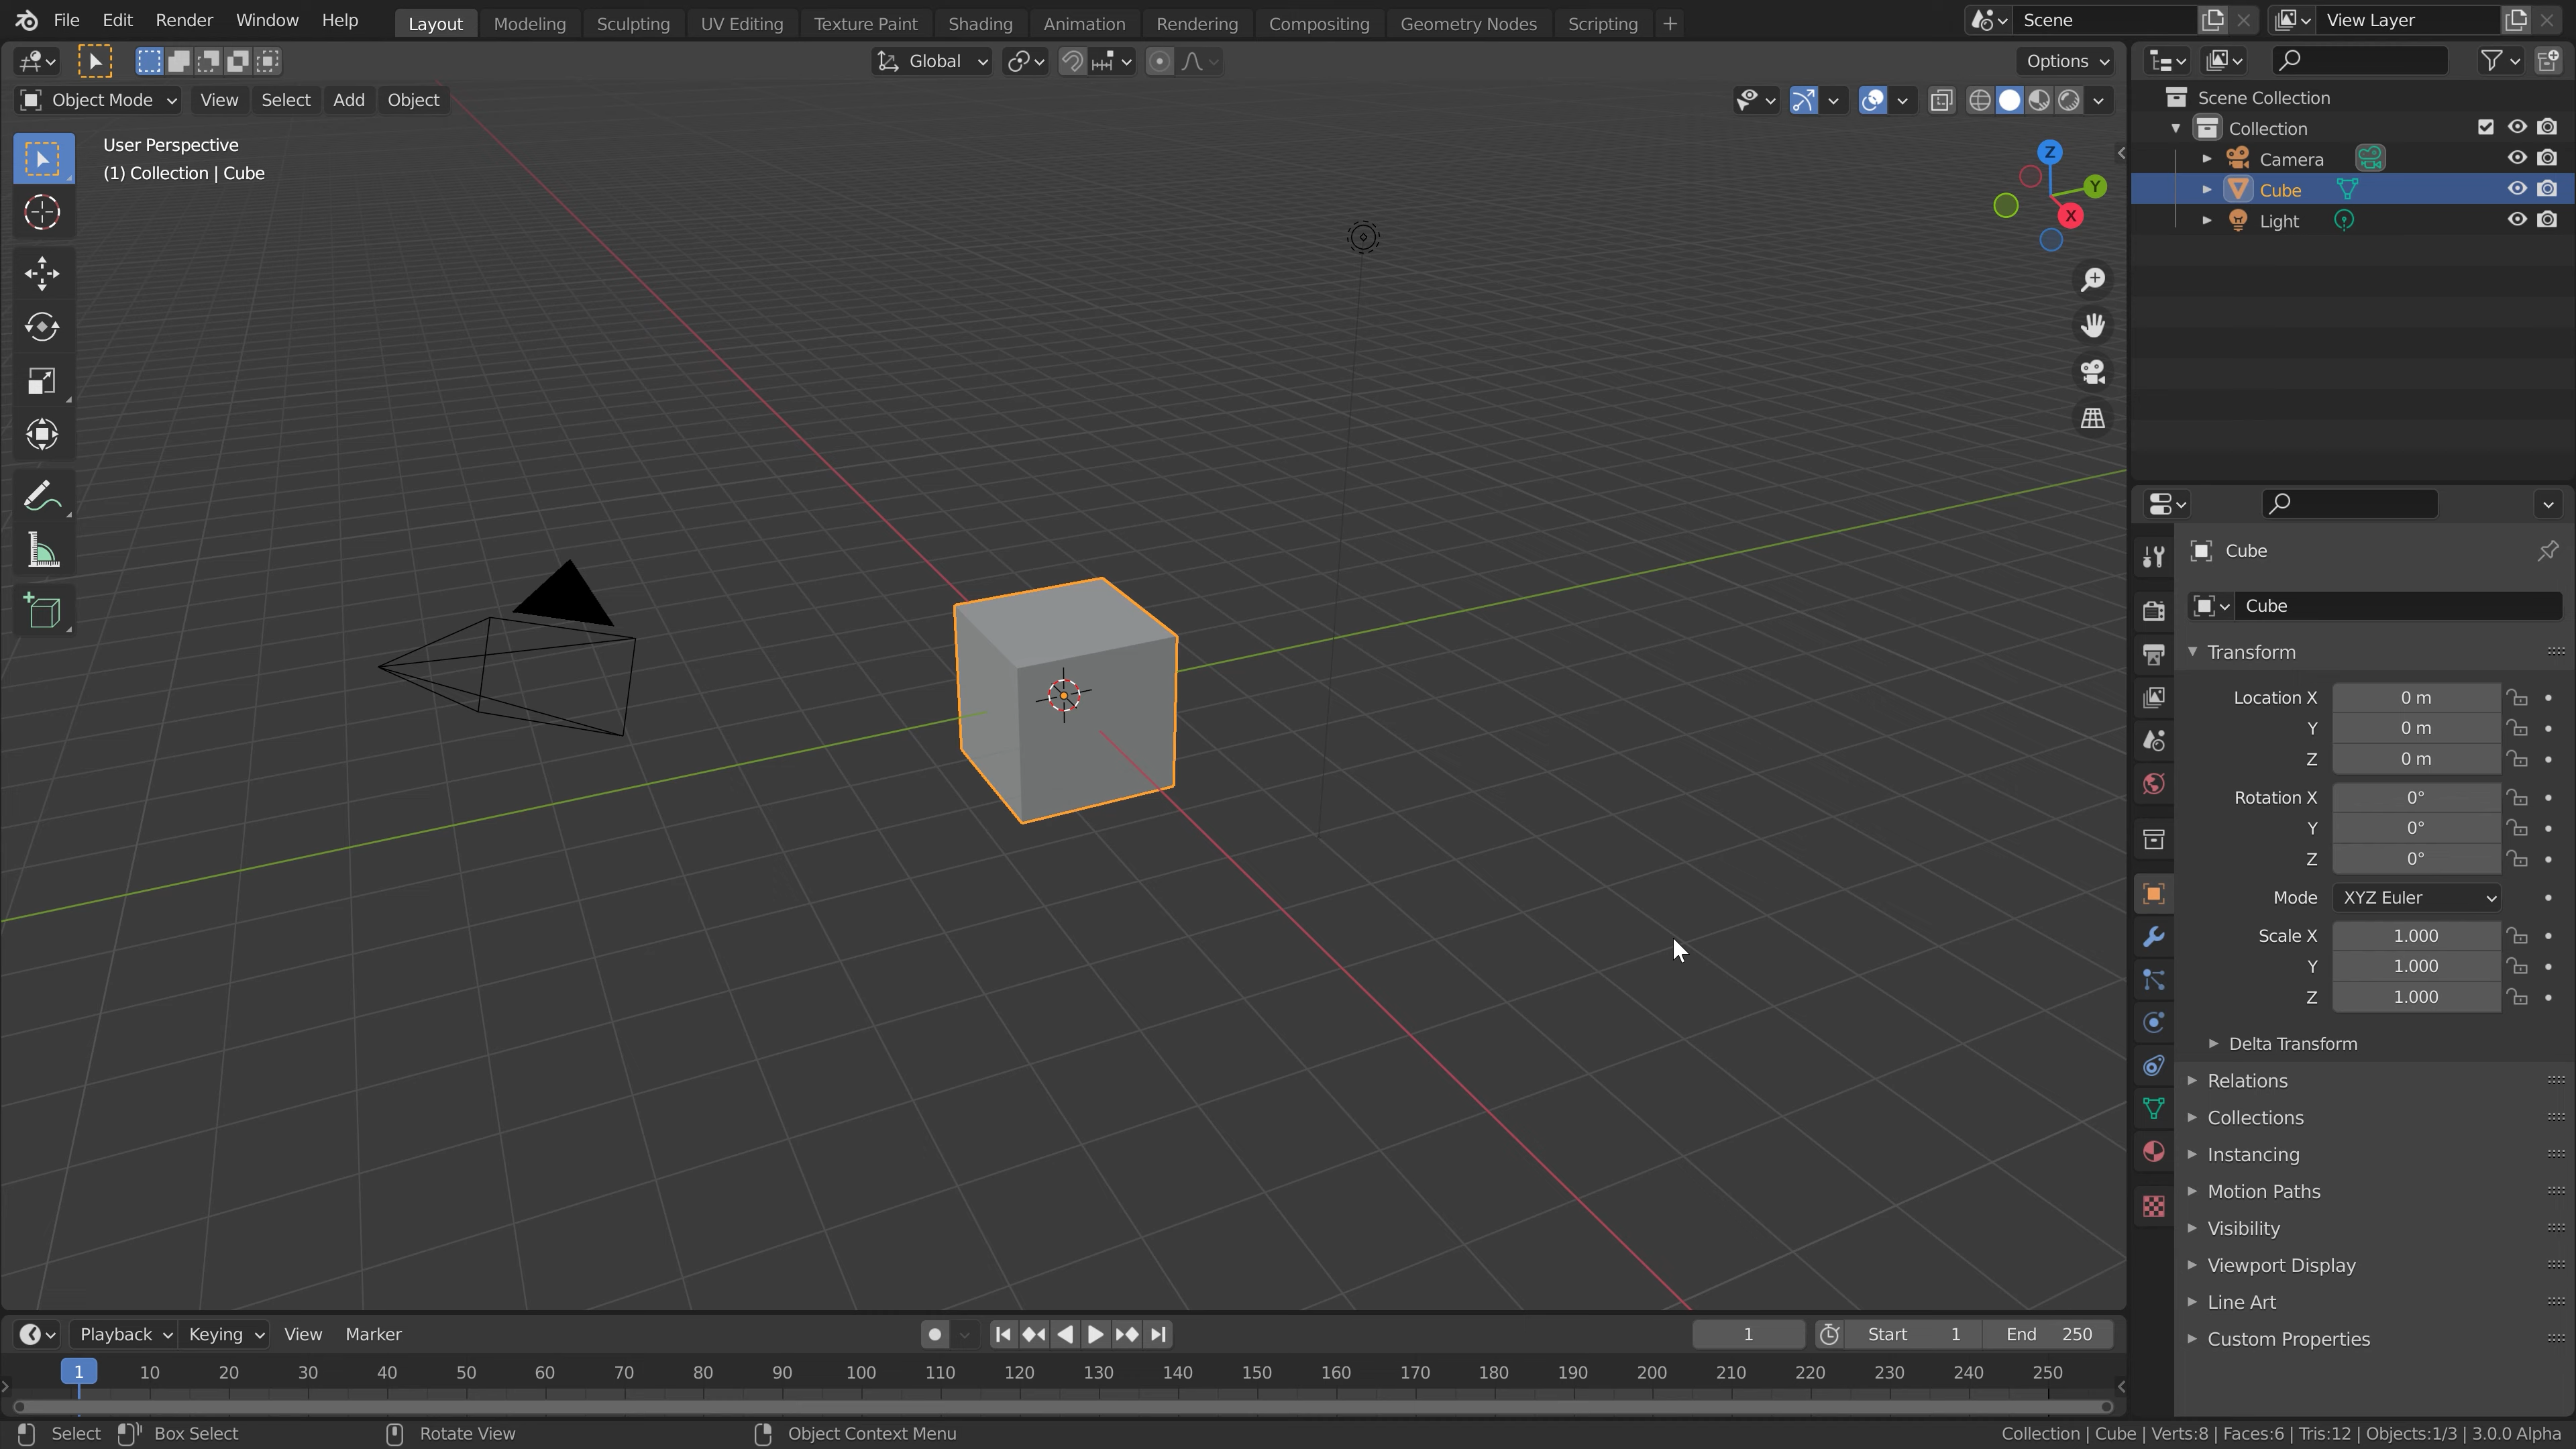 File Edit Render Window Help Layout Modeling Sculpting UV Editing Texture Paint Shading Animation Rendering Compositing Geometry Nodes Scripting + Scene View Layer
Global Options
Object Mode View Select Add Object
User Perspective
(1) Collection | Cube
Z
Y
X
Scene Collection
Collection
Camera
Cube
Light
Cube
Cube
Transform
Location X 0 m
Y 0 m
Z 0 m
Rotation X 0°
Y 0°
Z 0°
Mode XYZ Euler
Scale X 1.000
Y 1.000
Z 1.000
Delta Transform
Relations
Collections
Instancing
Motion Paths
Visibility
Viewport Display
Line Art
Custom Properties
Playback Keying View Marker 1 Start 1 End 250
1 10 20 30 40 50 60 70 80 90 100 110 120 130 140 150 160 170 180 190 200 210 220 230 240 250
Select Box Select Rotate View Object Context Menu Collection | Cube | Verts:8 | Faces:6 | Tris:12 | Objects:1/3 | 3.0.0 Alpha